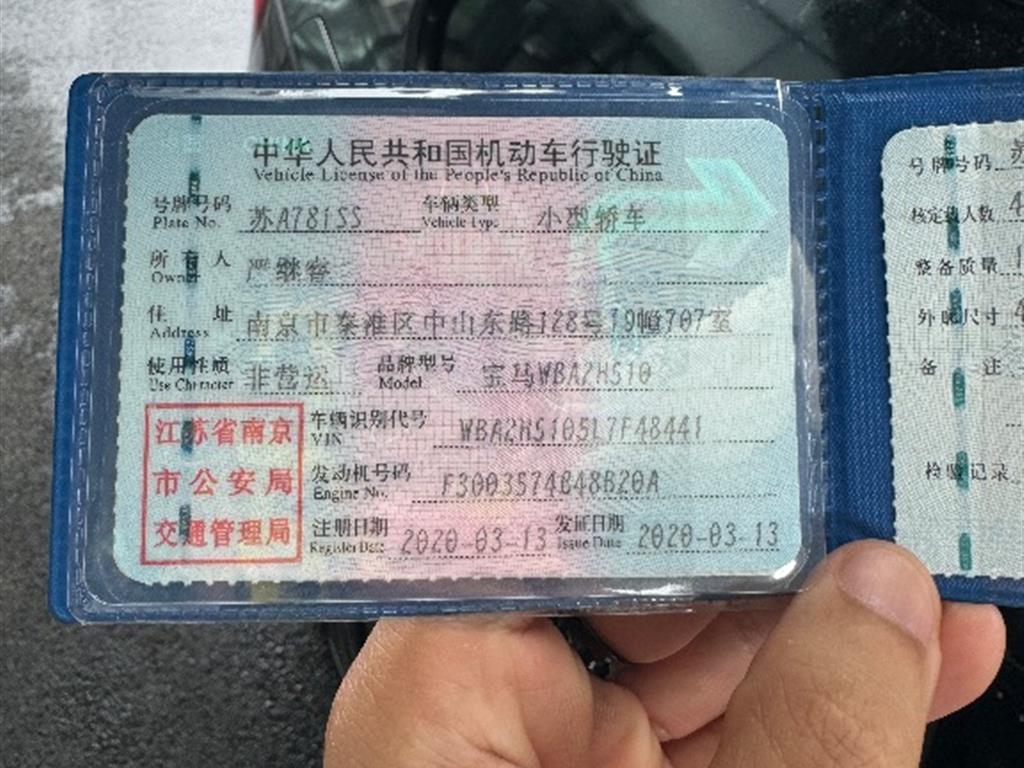 中华人民共和国机动车行驶证
Vehicle License of the People's Republic of China
号牌号码 苏A781SS 车辆类型 小型轿车
Plate No. Vehicle Type
所有人 严继睿
Owner
住址 南京市秦淮区中山东路128号19幢707室
Address
使用性质 非营运 品牌型号 宝马WBA2HS10
Use Character Model
江苏省南京
市公安局
交通管理局
车辆识别代号 WBA2HS105L7F48441
VIN
发动机号码 F3003574B48B20A
Engine No.
注册日期 2020-03-13 发证日期 2020-03-13
Register Date Issue Date
号牌号码 苏
核定载人数 4
整备质量 1
外廓尺寸 4
备注
检验记录